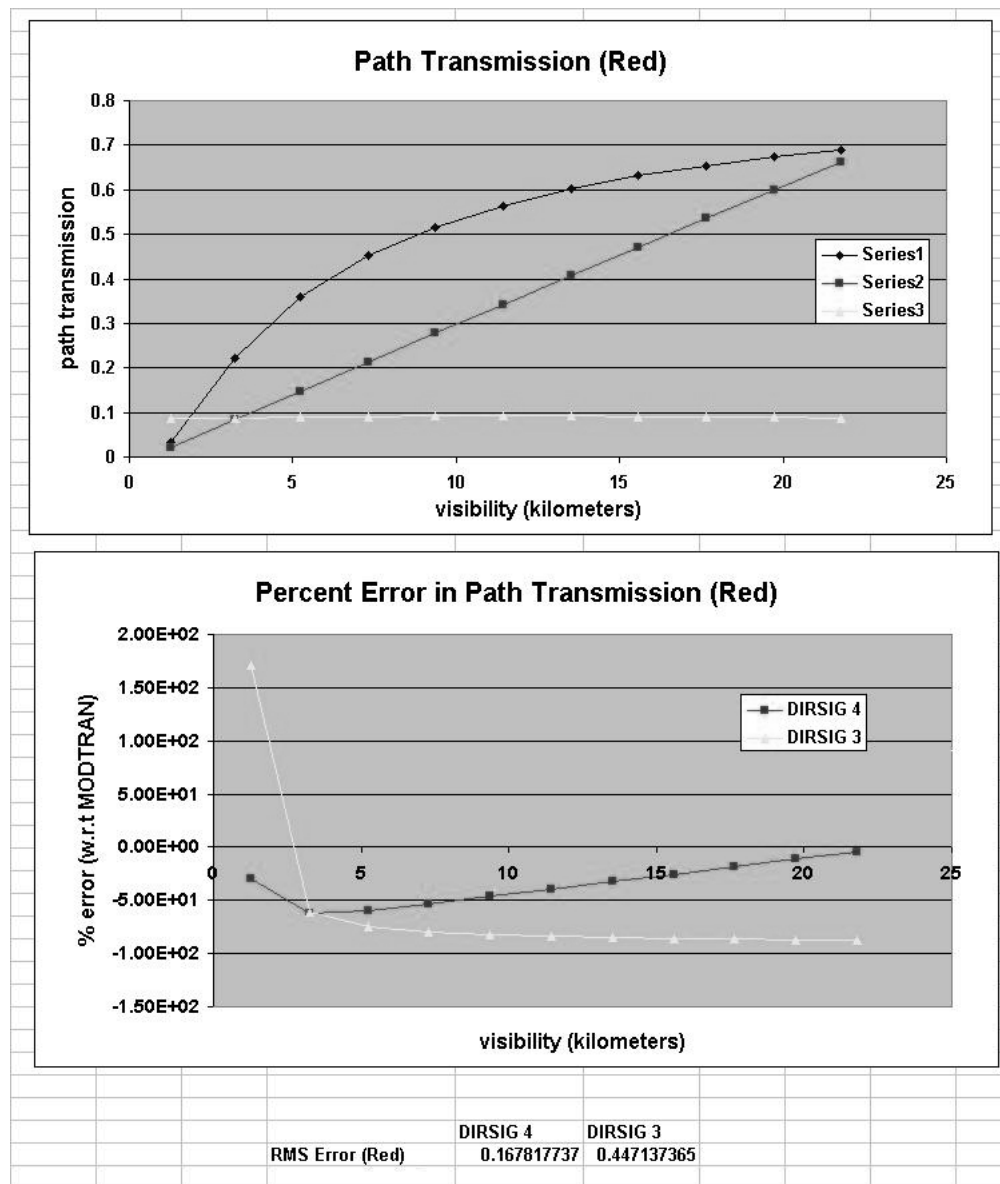 Path Transmission (Red)
0.8
0.7
0.6
0.5
0.4
0.3
0.2
0.1
0
path transmission
0 5 10 15 20 25
visibility (kilometers)
Series1
Series2
Series3
Percent Error in Path Transmission (Red)
2.00E+02
1.50E+02
1.00E+02
5.00E+01
0.00E+00
-5.00E+01
-1.00E+02
-1.50E+02
% error (w.r.t MODTRAN)
0 5 10 15 20 25
visibility (kilometers)
DIRSIG 4
DIRSIG 3
DIRSIG 4 DIRSIG 3
RMS Error (Red) 0.167817737 0.447137365